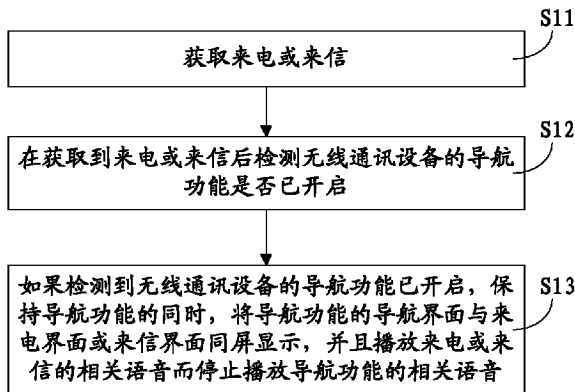 S11
获取来电或来信
S12
在获取到来电或来信后检测无线通讯设备的导航
功能是否已开启
S13
如果检测到无线通讯设备的导航功能已开启，保
持导航功能的同时，将导航功能的导航界面与来
电界面或来信界面同屏显示，并且播放来电或来
信的相关语音而停止播放导航功能的相关语音